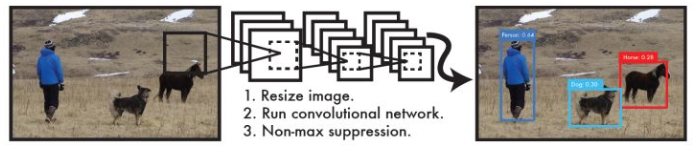 1. Resize image.
2. Run convolutional network.
3. Non-max suppression.
Person: 0.64
Horse: 0.28
Dog: 0.30